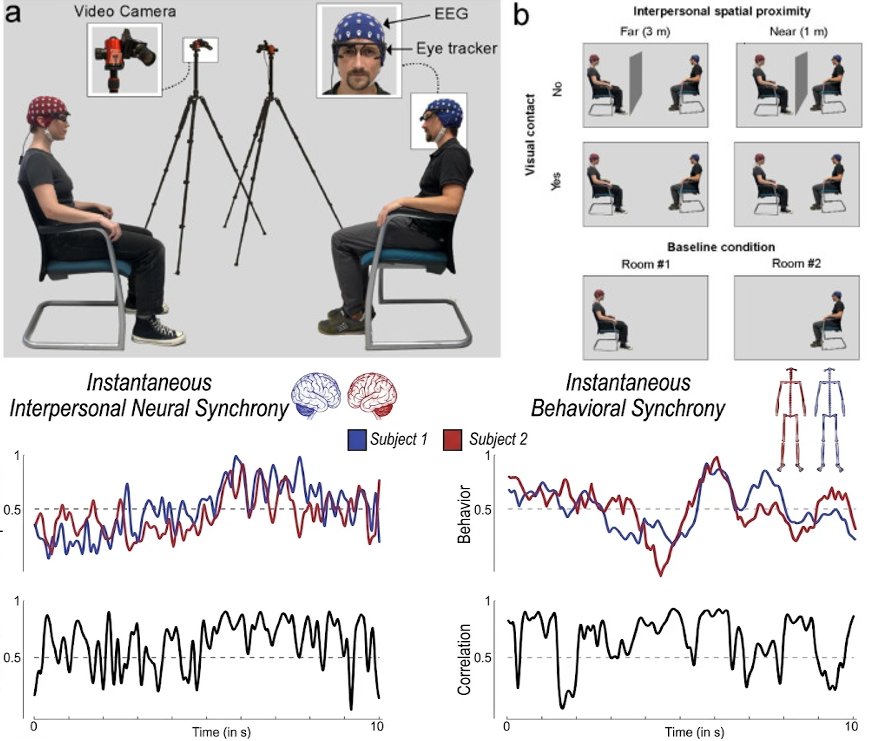 a
Video Camera
EEG
Eye tracker
b
Interpersonal spatial proximity
Far (3 m)
Near (1 m)
Visual contact
No
Yes
Baseline condition
Room #1
Room #2
Instantaneous
Interpersonal Neural Synchrony
Instantaneous
Behavioral Synchrony
Subject 1
Subject 2
1
0.5
1
0.5
Behavior
1
0.5
1
0.5
Correlation
0
Time (in s)
10
0
Time (in s)
10